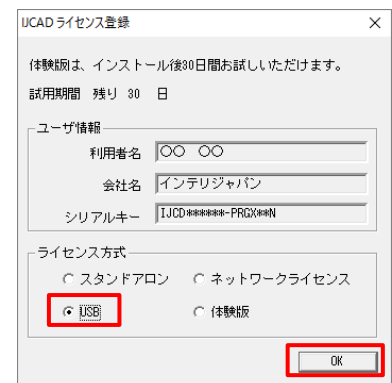 IJCAD ライセンス登録
体験版は、インストール後30日間お試しいただけます。
試用期間 残り 30 日
ユーザ情報
利用者名 〇〇 〇〇
会社名 インテリジャパン
シリアルキー IJCD******-PRGX**N
ライセンス方式
スタンドアロン ネットワークライセンス
USB 体験版
OK